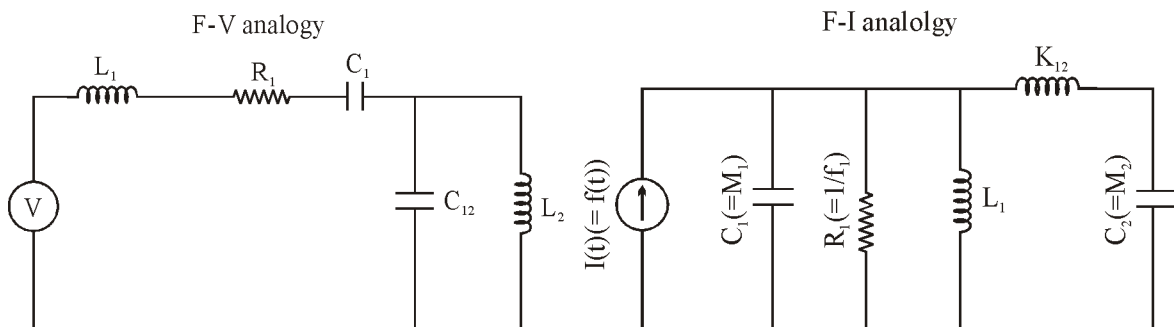 F-V analogy
L₁
R₁
C₁
V
C₁₂
L₂
F-I analolgy
K₁₂
I(t)(= f(t))
C₁(=M₁)
R₁(=1/f₁)
L₁
C₂(=M₂)